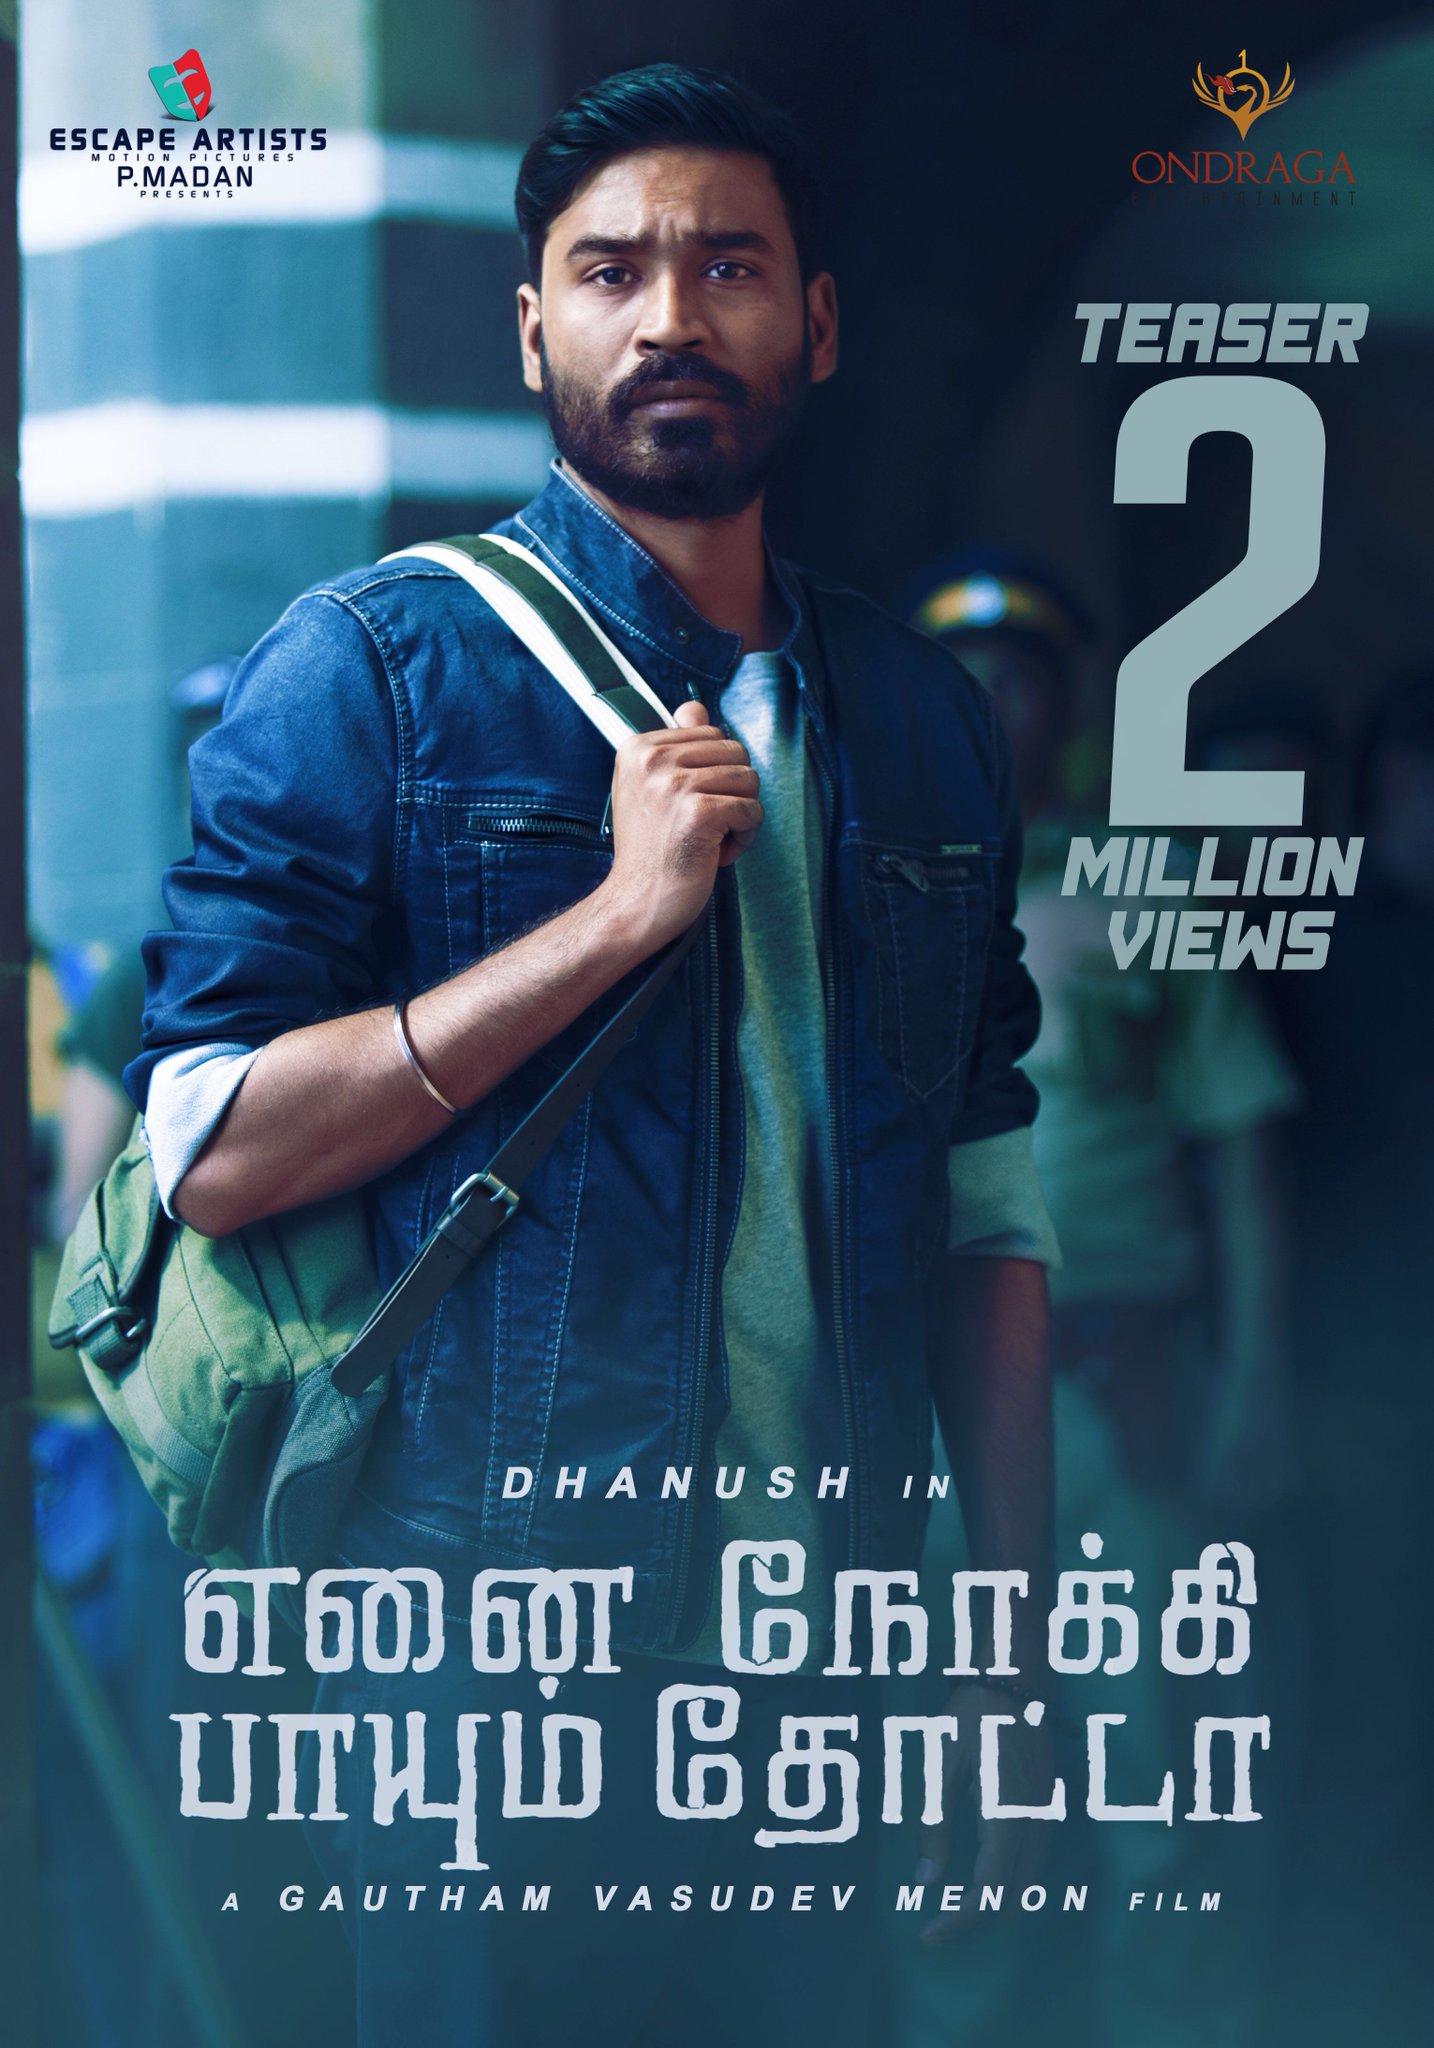 ESCAPE ARTISTS
MOTION PICTURES
P.MADAN
PRESENTS
ONDRAGA
ENTERTAINMENT
TEASER
2
MILLION
VIEWS
DHANUSH IN
எனை நோக்கி
பாயும் தோட்டா
A GAUTHAM VASUDEV MENON FILM